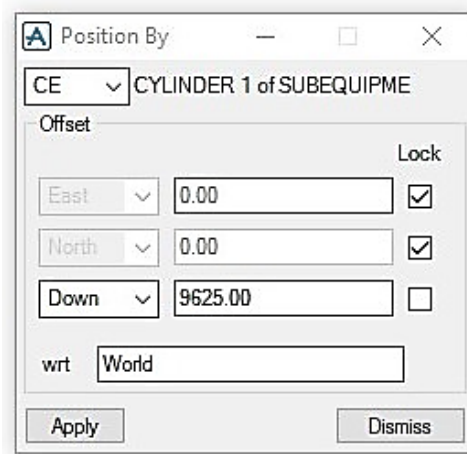 Position By
CE CYLINDER 1 of SUBEQUIPME
Offset
Lock
East 0.00
North 0.00
Down 9625.00
wrt World
Apply Dismiss